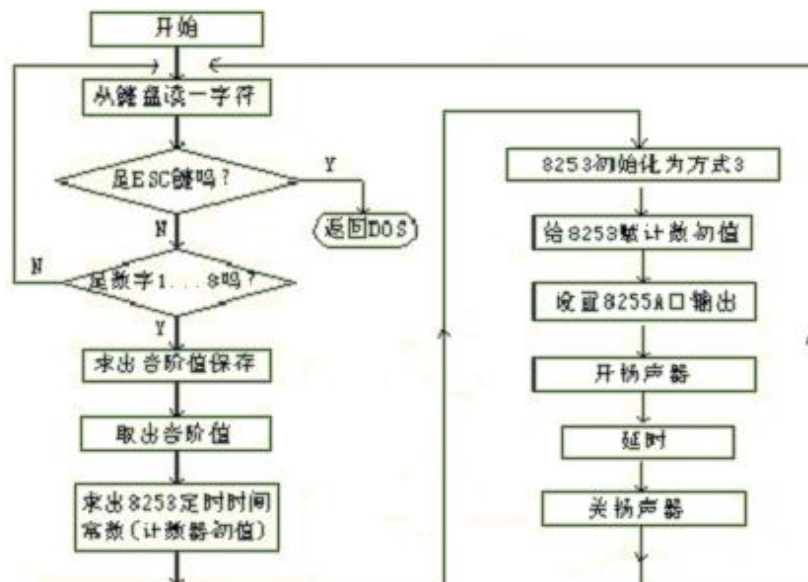 开始
从键盘读一字符
是ESC键吗?
Y
返回DOS
N
是数字1...8吗?
N
Y
求出音阶值保存
取出音阶值
求出8253定时时间
常数(计数器初值)
8253初始化为方式3
给8253赋计数初值
设置8255A口输出
开扬声器
延时
关扬声器